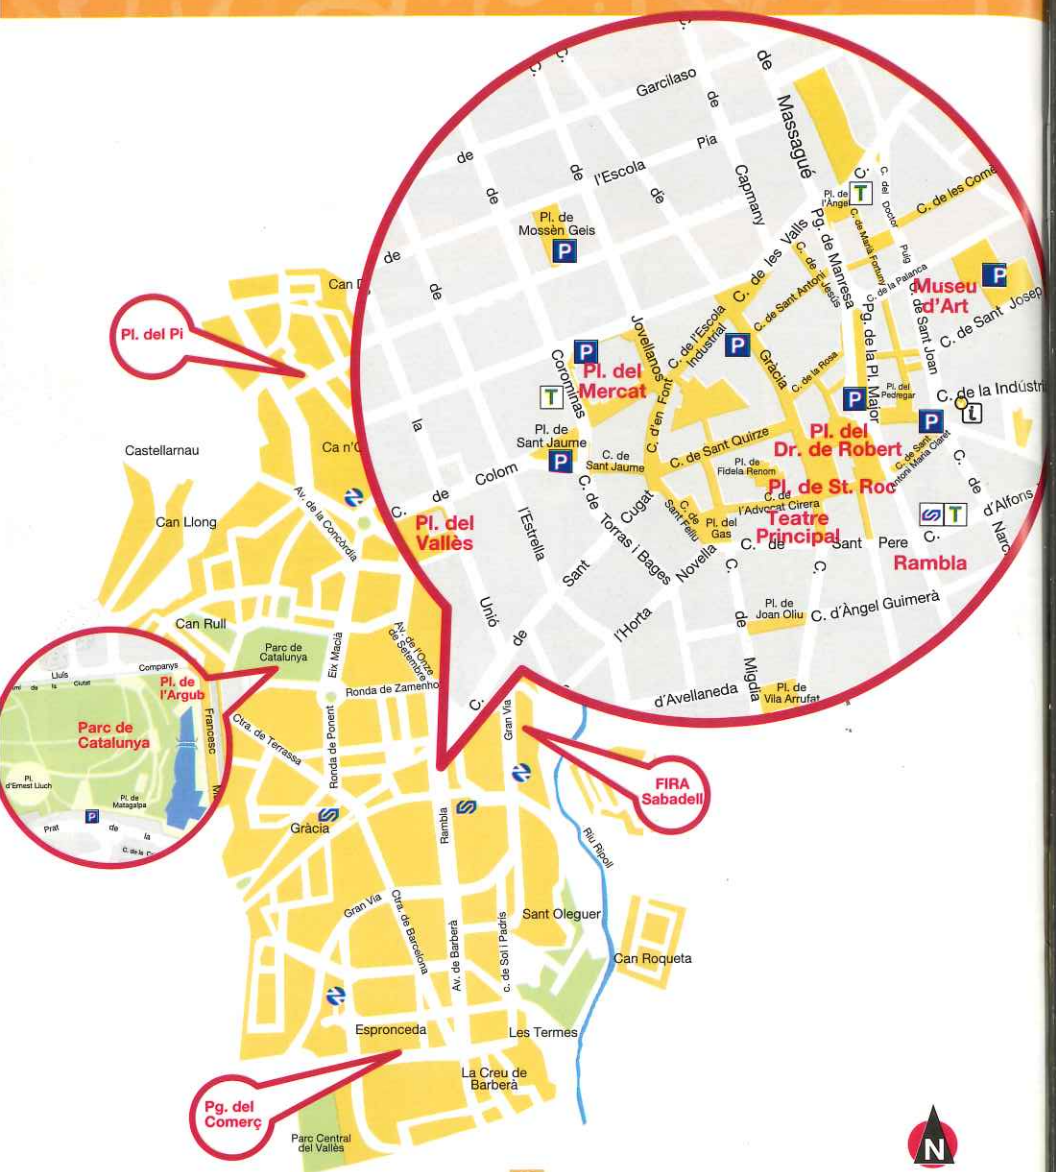 C.
C.
C.
de
Garcilaso
de
Massagué
Pia
l'Escola
de
de
de
de
Capmany
Pl. de
l'Àngel
T
C.
C. del Doctor
Puig
C. de les Come
C. de Marià Fortuny
Pg. de Manresa
C. de les Valls
C. de
Jesús
C. de Sant Antoni
de la Palanca
Pl. de
Mossèn Geis
P
P
Museu
d'Art
C. de Sant Josep
C. de Sant Joan
de
de
Can D
Pl. del Pi
Jovellanos
C. de l'Escola
Industrial
P
Gràcia
C. de la Rosa
Pg. de la Pl. Major
P
Pl. del
Mercat
Coromines
T
P
Pl. del
Pedregar
C. de la Indústri
i
P
Pl. de
Sant Jaume
P
C. d'en Font
C. de Sant Quirze
C. de
Sant Jaume
Pl. del
Dr. de Robert
Pl. de
Fidela Renom
C. de Sant
Antoni Maria Claret
Pl. de St. Roc
C. de
l'Advocat Cirera
la
Colom
de
C.
Pl. del
Vallès
l'Estrella
C. de Torras i Bages
Cugat
Sant
de
C. de
Sant Feliu
Pl. del
Gas
Novella
l'Horta
Teatre
Principal
C. de Sant Pere C.
T
C. de
d'Alfons
Narc
Rambla
Unió
C.
C.
de
Migdia
Pl. de
Joan Oliu
C. d'Àngel Guimerà
d'Avellaneda
Pl. de
Vila Arrufat
C.
Castellarnau
Ca n'O
Can Llong
Av. de la Concòrdia
Can Rull
Parc de
Catalunya
Eix Macià
Av. de l'Onze
de Setembre
Ronda de Zamenho
Lluís
Companys
de la Ciutat
Pl. de
l'Argub
Parc de
Catalunya
Francesc
Pl.
d'Ernest Lluch
Pl. de
Matagalpa
P
Prat
de
la
Ctra. de Terrassa
Ronda de Ponent
Gran Via
FIRA
Sabadell
Gràcia
Rambla
Riu Ripoll
Gran Via
Ctra. de Barcelona
Av. de Barberà
c. de Sol i Padrís
Sant Oleguer
Can Roqueta
Espronceda
Les Termes
La Creu de
Barberà
Pg. del
Comerç
Parc Central
del Vallès
N